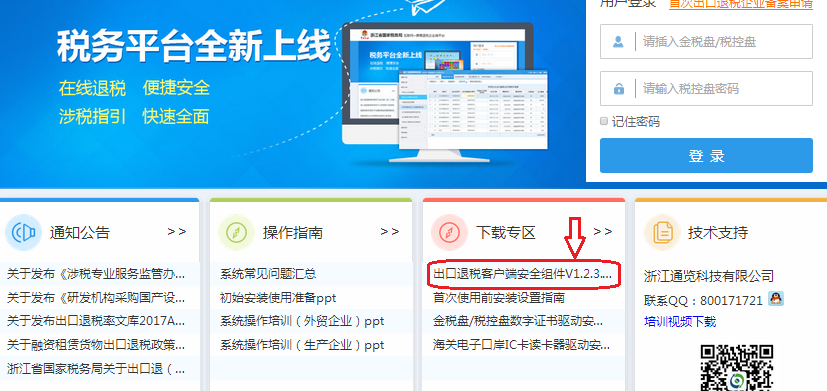 用户登录 首次出口退税企业备案申请
税务平台全新上线
在线退税 便捷安全
涉税指引 快速全面
浙江省国家税务局
请插入金税盘/税控盘
请输入税控盘密码
记住密码
登 录
通知公告 >>
关于发布《涉税专业服务监管办...
关于发布《研发机构采购国产设...
关于发布出口退税率文库2017A...
关于融资租赁货物出口退税政策...
浙江省国家税务局关于出口退（...
操作指南 >>
系统常见问题汇总
初始安装使用准备ppt
系统操作培训（外贸企业）ppt
系统操作培训（生产企业）ppt
下载专区 >>
出口退税客户端安全组件V1.2.3....
首次使用前安装设置指南
金税盘/税控盘数字证书驱动安...
海关电子口岸IC卡读卡器驱动安...
技术支持
浙江通览科技有限公司
联系QQ：800171721
培训视频下载